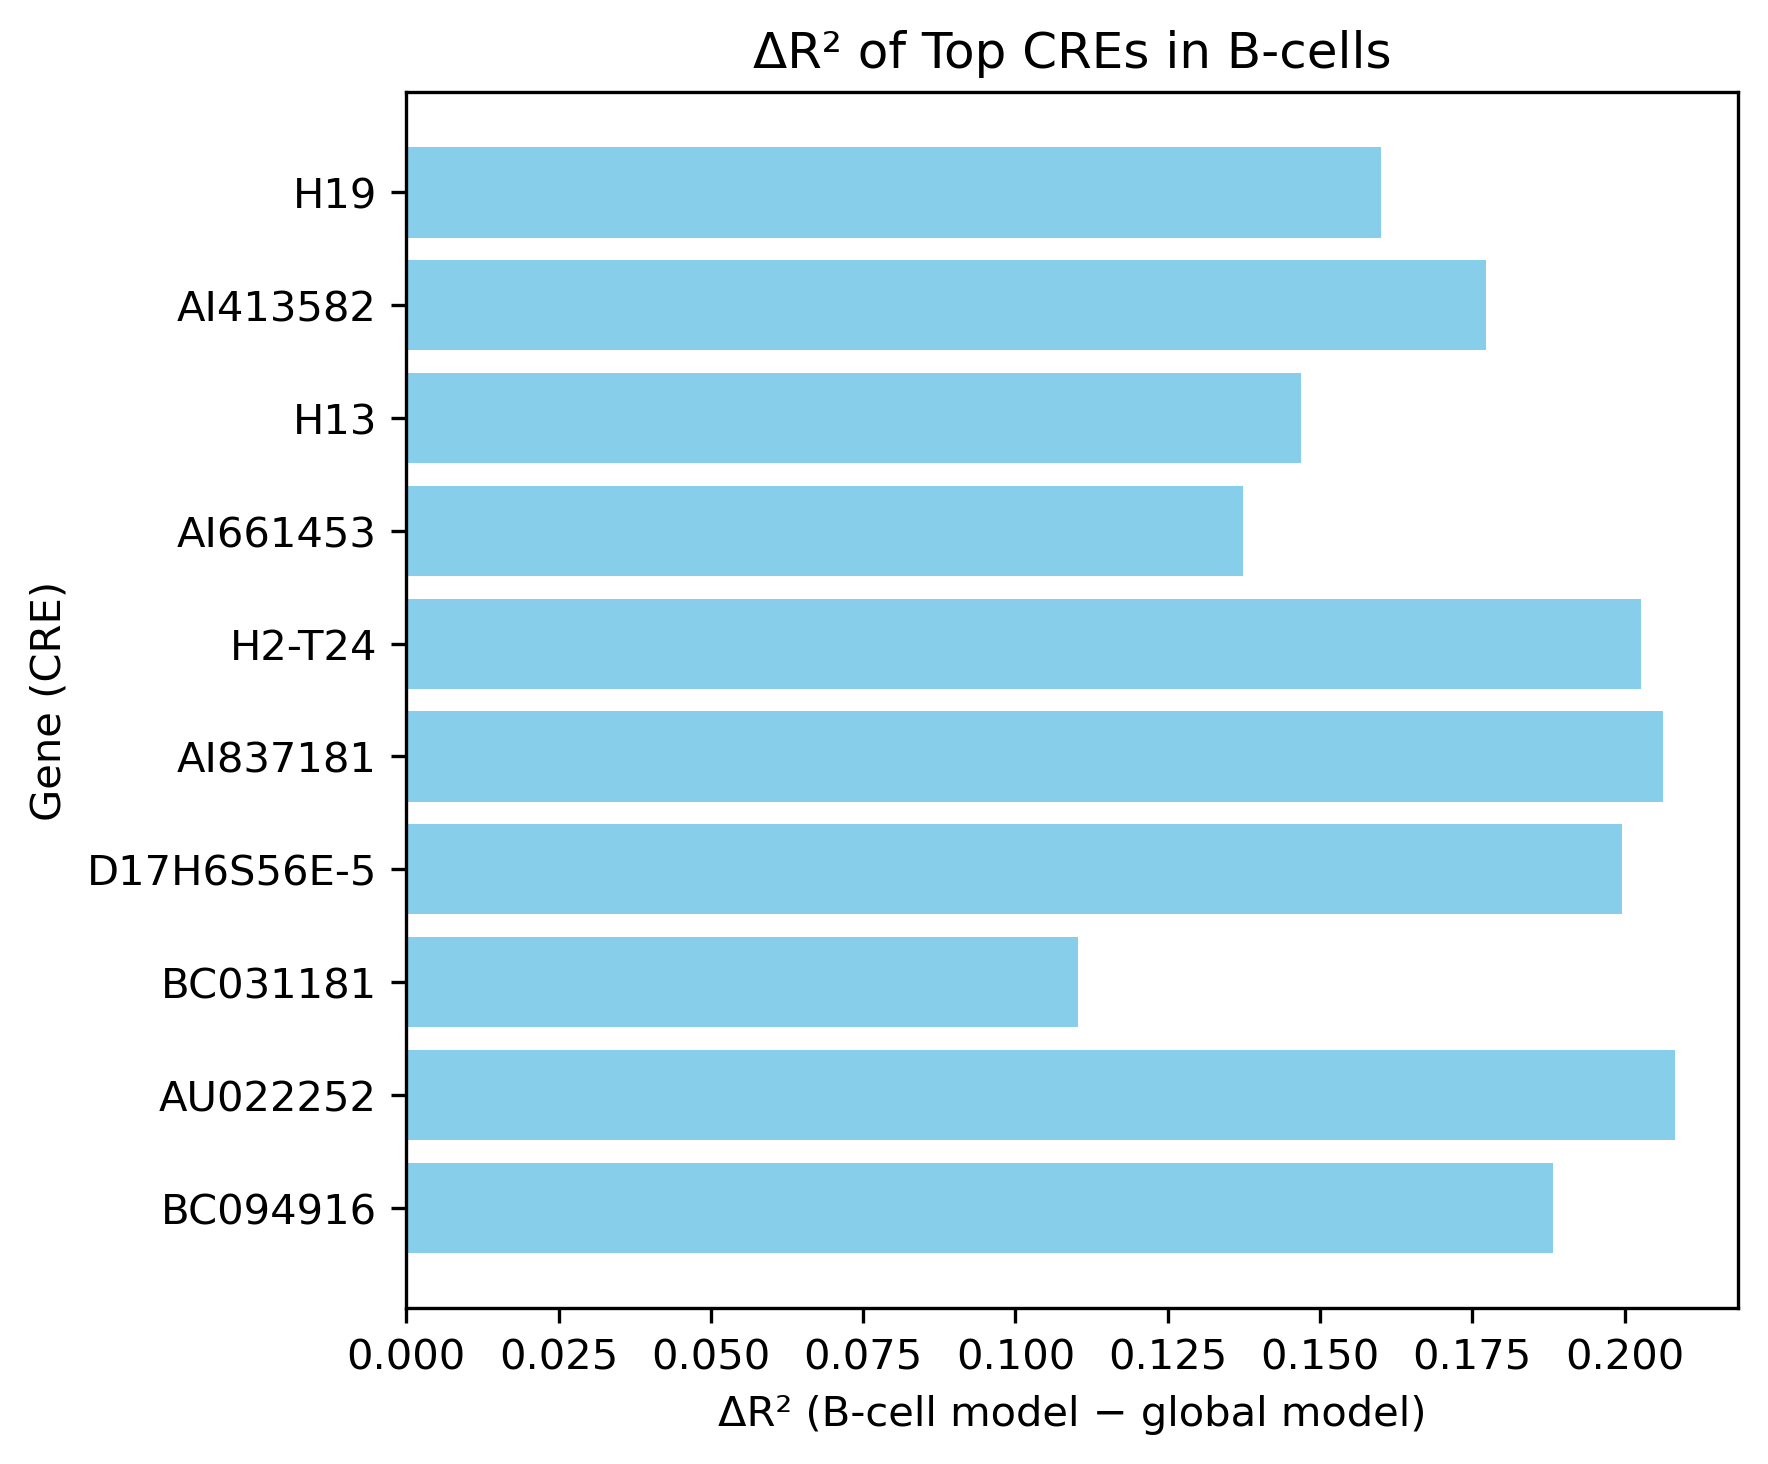 ΔR² of Top CREs in B-cells
H19
AI413582
H13
AI661453
H2-T24
AI837181
D17H6S56E-5
BC031181
AU022252
BC094916
Gene (CRE)
0.000 0.025 0.050 0.075 0.100 0.125 0.150 0.175 0.200
ΔR² (B-cell model − global model)